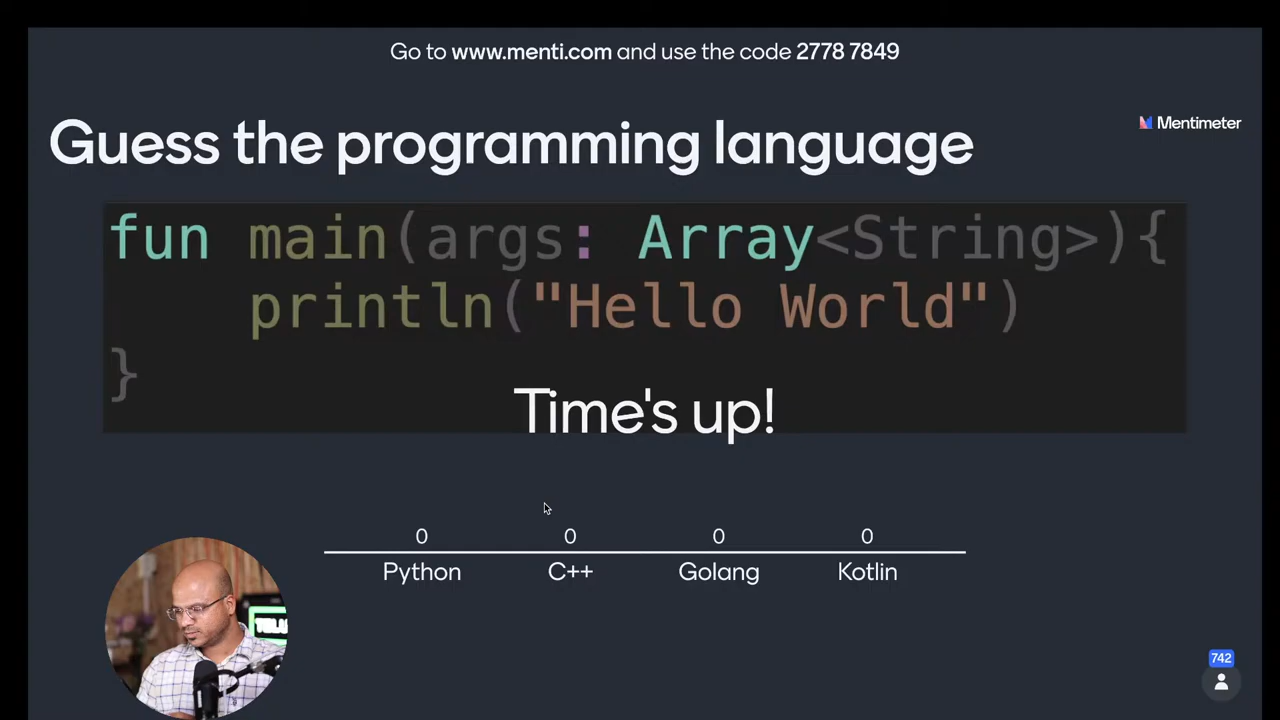 Go to www.menti.com and use the code 2778 7849
Guess the programming language
Mentimeter
fun main(args: Array<String>){
println("Hello World")
}
Time's up!
0 0 0 0
Python C++ Golang Kotlin
742